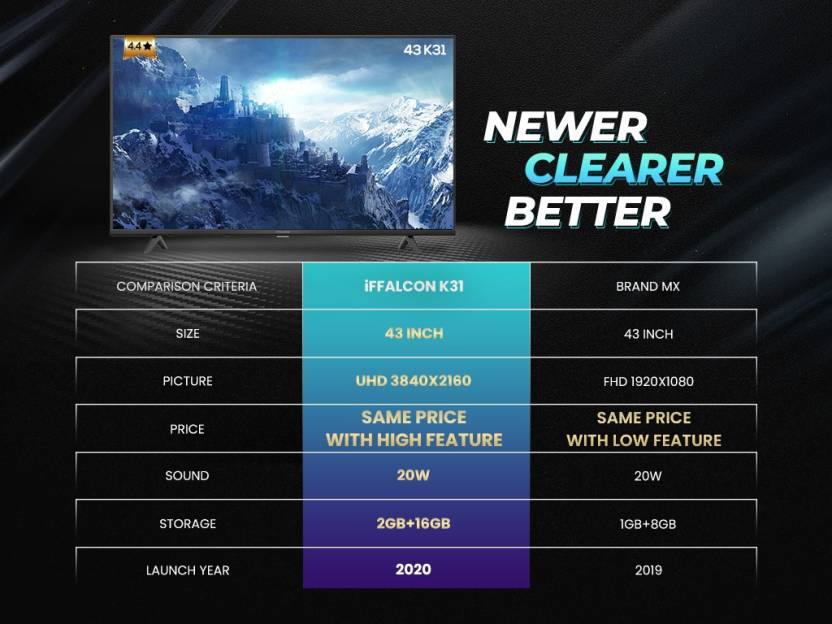 4.4★
43 K31
NEWER
CLEARER
BETTER
COMPARISON CRITERIA
iFFALCON K31
BRAND MX
SIZE
43 INCH
43 INCH
PICTURE
UHD 3840X2160
FHD 1920X1080
PRICE
SAME PRICE
WITH HIGH FEATURE
SAME PRICE
WITH LOW FEATURE
SOUND
20W
20W
STORAGE
2GB+16GB
1GB+8GB
LAUNCH YEAR
2020
2019